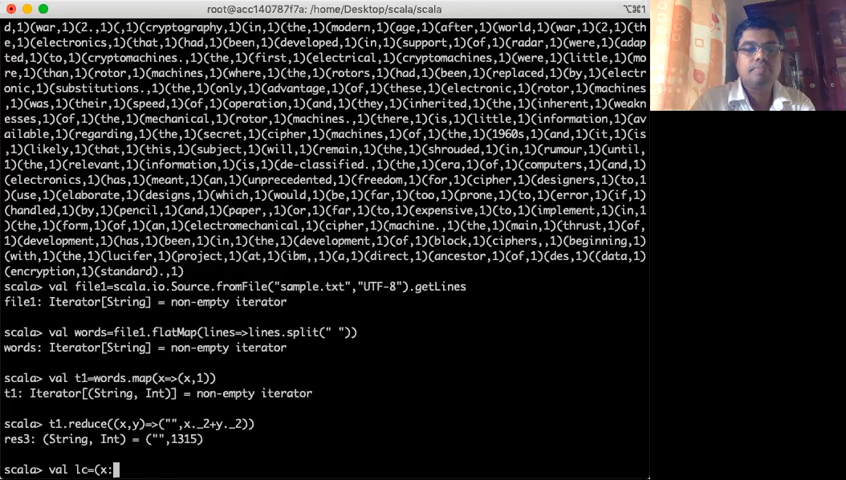 root@acc140787f7a: /home/Desktop/scala/scala
⌥⌘1
d,1)(war,1)(2.,1)(,1)(cryptography,1)(in,1)(the,1)(modern,1)(age,1)(after,1)(world,1)(war,1)(2,1)(th
e,1)(electronics,1)(that,1)(had,1)(been,1)(developed,1)(in,1)(support,1)(of,1)(radar,1)(were,1)(adap
ted,1)(to,1)(cryptomachines.,1)(the,1)(first,1)(electrical,1)(cryptomachines,1)(were,1)(little,1)(mo
re,1)(than,1)(rotor,1)(machines,1)(where,1)(the,1)(rotors,1)(had,1)(been,1)(replaced,1)(by,1)(electr
onic,1)(substitutions.,1)(the,1)(only,1)(advantage,1)(of,1)(these,1)(electronic,1)(rotor,1)(machines
,1)(was,1)(their,1)(speed,1)(of,1)(operation,1)(and,1)(they,1)(inherited,1)(the,1)(inherent,1)(weakn
esses,1)(of,1)(the,1)(mechanical,1)(rotor,1)(machines.,1)(there,1)(is,1)(little,1)(information,1)(av
ailable,1)(regarding,1)(the,1)(secret,1)(cipher,1)(machines,1)(of,1)(the,1)(1960s,1)(and,1)(it,1)(is
,1)(likely,1)(that,1)(this,1)(subject,1)(will,1)(remain,1)(the,1)(shrouded,1)(in,1)(rumour,1)(until,
1)(the,1)(relevant,1)(information,1)(is,1)(de-classified.,1)(the,1)(era,1)(of,1)(computers,1)(and,1)
(electronics,1)(has,1)(meant,1)(an,1)(unprecedented,1)(freedom,1)(for,1)(cipher,1)(designers,1)(to,1
)(use,1)(elaborate,1)(designs,1)(which,1)(would,1)(be,1)(far,1)(too,1)(prone,1)(to,1)(error,1)(if,1)
(handled,1)(by,1)(pencil,1)(and,1)(paper,,1)(or,1)(far,1)(to,1)(expensive,1)(to,1)(implement,1)(in,1
)(the,1)(form,1)(of,1)(an,1)(electromechanical,1)(cipher,1)(machine.,1)(the,1)(main,1)(thrust,1)(of,
1)(development,1)(has,1)(been,1)(in,1)(the,1)(development,1)(of,1)(block,1)(ciphers,,1)(beginning,1)
(with,1)(the,1)(lucifer,1)(project,1)(at,1)(ibm,,1)(a,1)(direct,1)(ancestor,1)(of,1)(des,1)((data,1)
(encryption,1)(standard).,1)
scala> val file1=scala.io.Source.fromFile("sample.txt","UTF-8").getLines
file1: Iterator[String] = non-empty iterator
scala> val words=file1.flatMap(lines=>lines.split(" "))
words: Iterator[String] = non-empty iterator
scala> val t1=words.map(x=>(x,1))
t1: Iterator[(String, Int)] = non-empty iterator
scala> t1.reduce((x,y)=>("",x._2+y._2))
res3: (String, Int) = ("",1315)
scala> val lc=(x: